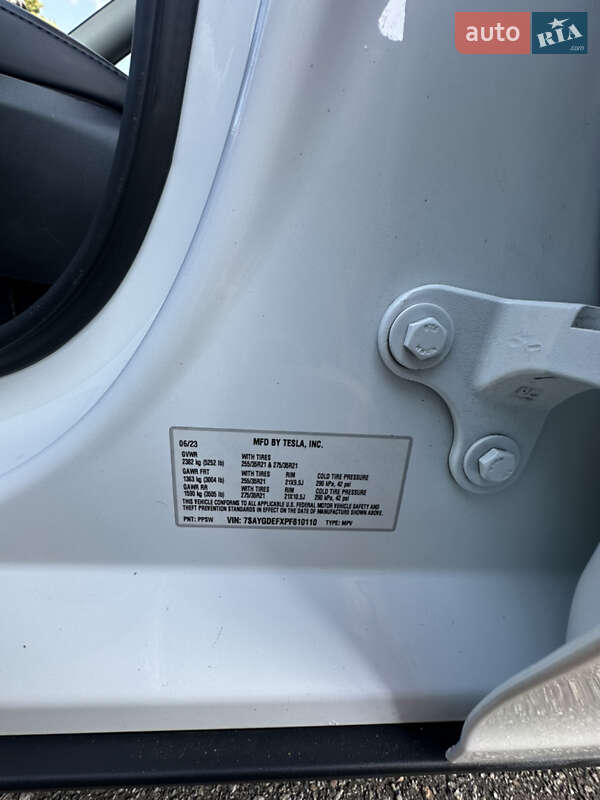 auto RIA.com
06/23 MFD BY TESLA, INC.
GVWR WITH TIRES
2382 kg (5252 lb) 255/35R21 & 275/35R21
GAWR FRT WITH TIRES RIM COLD TIRE PRESSURE
1363 kg (3004 lb) 255/35R21 21X9.5J 290 kPa, 42 psi
GAWR RR WITH TIRES RIM COLD TIRE PRESSURE
1590 kg (3505 lb) 275/35R21 21X10.5J 290 kPa, 42 psi
THIS VEHICLE CONFORMS TO ALL APPLICABLE U.S. FEDERAL MOTOR VEHICLE SAFETY AND
THEFT PREVENTION STANDARDS IN EFFECT ON THE DATE OF MANUFACTURE SHOWN ABOVE.
PNT: PPSW VIN: 7SAYGDEFXPF810110 TYPE: MPV